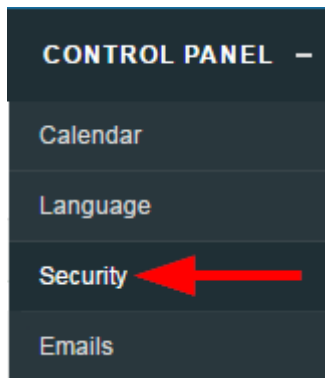 CONTROL PANEL –
Calendar
Language
Security
Emails